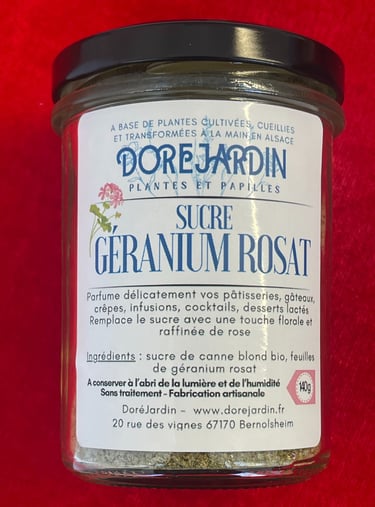 A BASE DE PLANTES CULTIVÉES, CUEILLIES
ET TRANSFORMÉES A LA MAIN EN ALSACE
DORÉJARDIN
PLANTES ET PAPILLES
SUCRE
GÉRANIUM ROSAT
Parfume délicatement vos pâtisseries, gâteaux,
crêpes, infusions, cocktails, desserts lactés
Remplace le sucre avec une touche florale et
raffinée de rose
Ingrédients : sucre de canne blond bio, feuilles
de géranium rosat
A conserver à l'abri de la lumière et de l'humidité
Sans traitement - Fabrication artisanale
140g
DoréJardin - www.dorejardin.fr
20 rue des vignes 67170 Bernolsheim